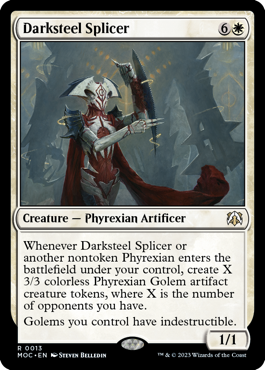 Darksteel Splicer 6
Creature — Phyrexian Artificer
Whenever Darksteel Splicer or
another nontoken Phyrexian enters the
battlefield under your control, create X
3/3 colorless Phyrexian Golem artifact
creature tokens, where X is the number
of opponents you have.
Golems you control have indestructible.
1/1
R 0013
MOC • EN Steven Belledin
™ & © 2023 Wizards of the Coast